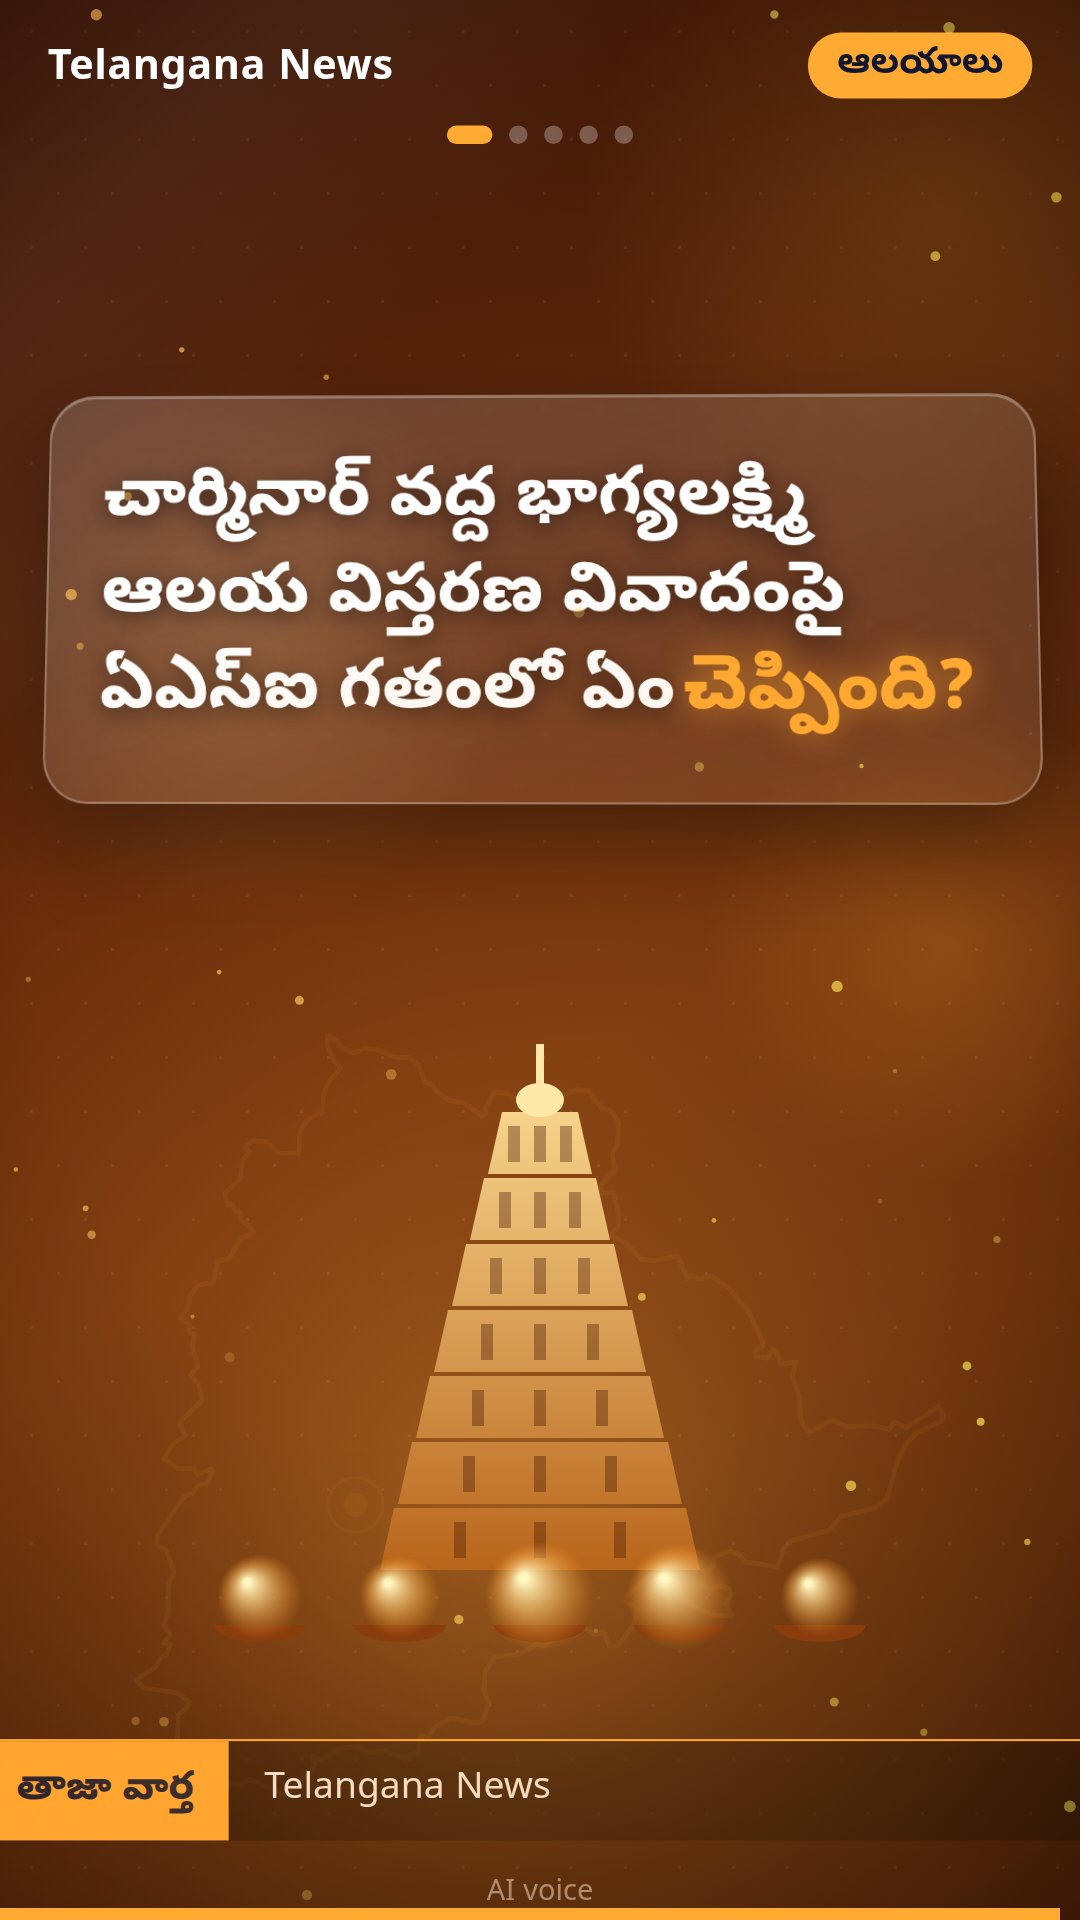 Telangana News
ఆలయాలు
చార్మినార్ వద్ద భాగ్యలక్ష్మి
ఆలయ విస్తరణ వివాదంపై
ఏఎస్ఐ గతంలో ఏం చెప్పింది?
తాజా వార్త
Telangana News
AI voice